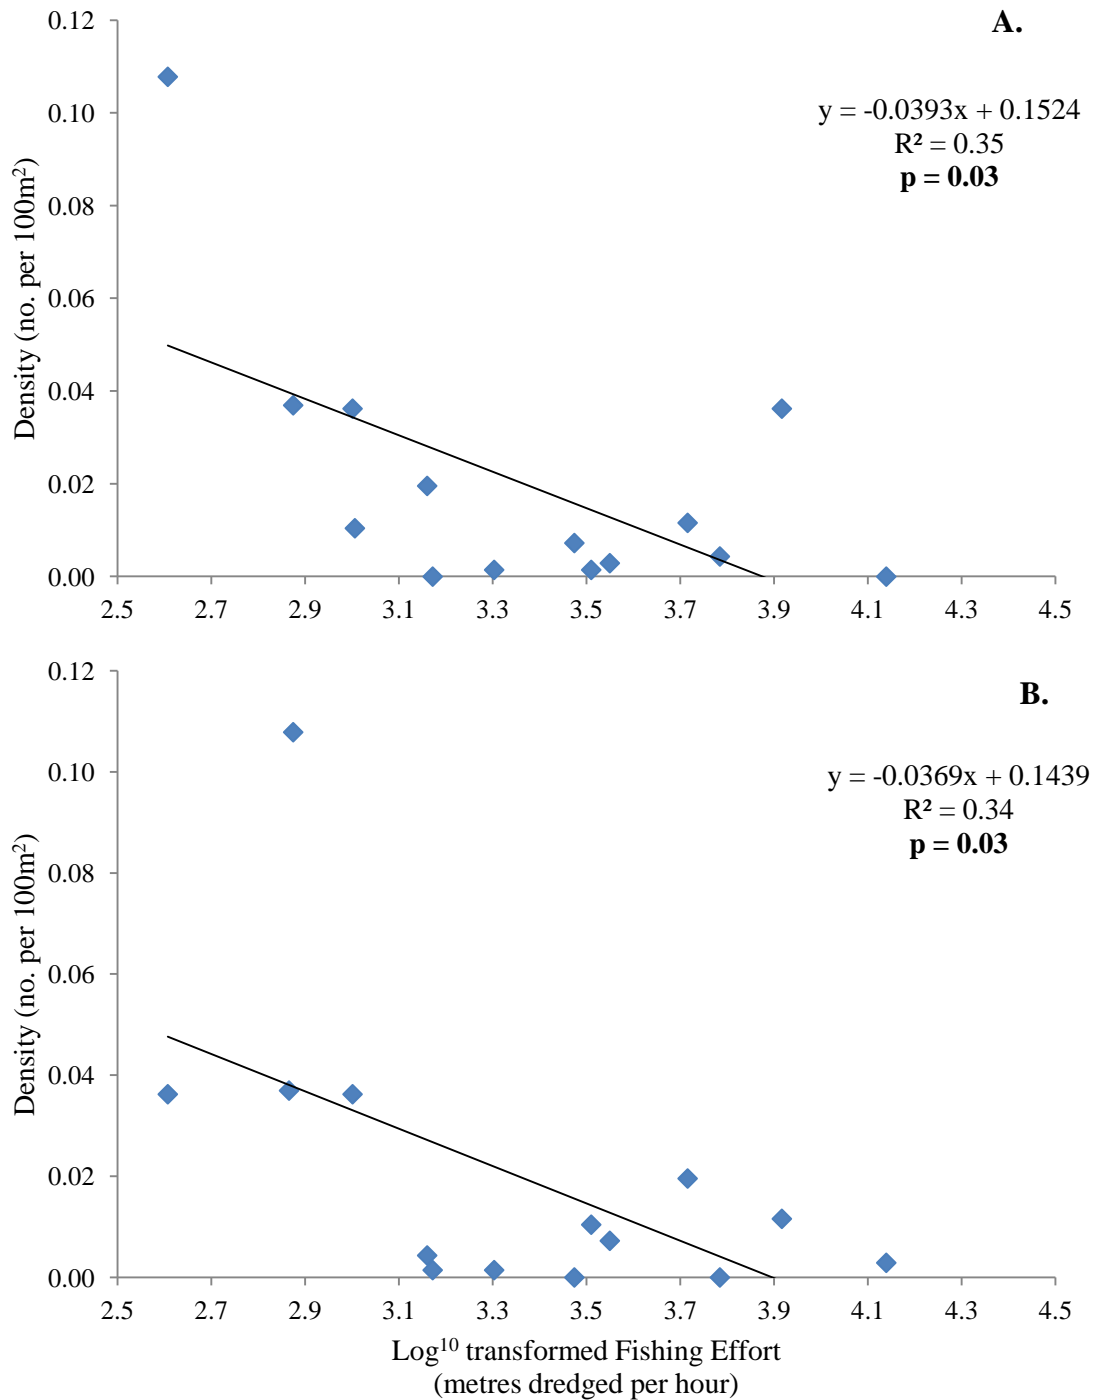 A.
y = -0.0393x + 0.1524
R² = 0.35
p = 0.03
Density (no. per 100m²)
0.12
0.10
0.08
0.06
0.04
0.02
0.00
2.5 2.7 2.9 3.1 3.3 3.5 3.7 3.9 4.1 4.3 4.5
B.
y = -0.0369x + 0.1439
R² = 0.34
p = 0.03
Density (no. per 100m²)
0.12
0.10
0.08
0.06
0.04
0.02
0.00
2.5 2.7 2.9 3.1 3.3 3.5 3.7 3.9 4.1 4.3 4.5
Log¹⁰ transformed Fishing Effort
(metres dredged per hour)